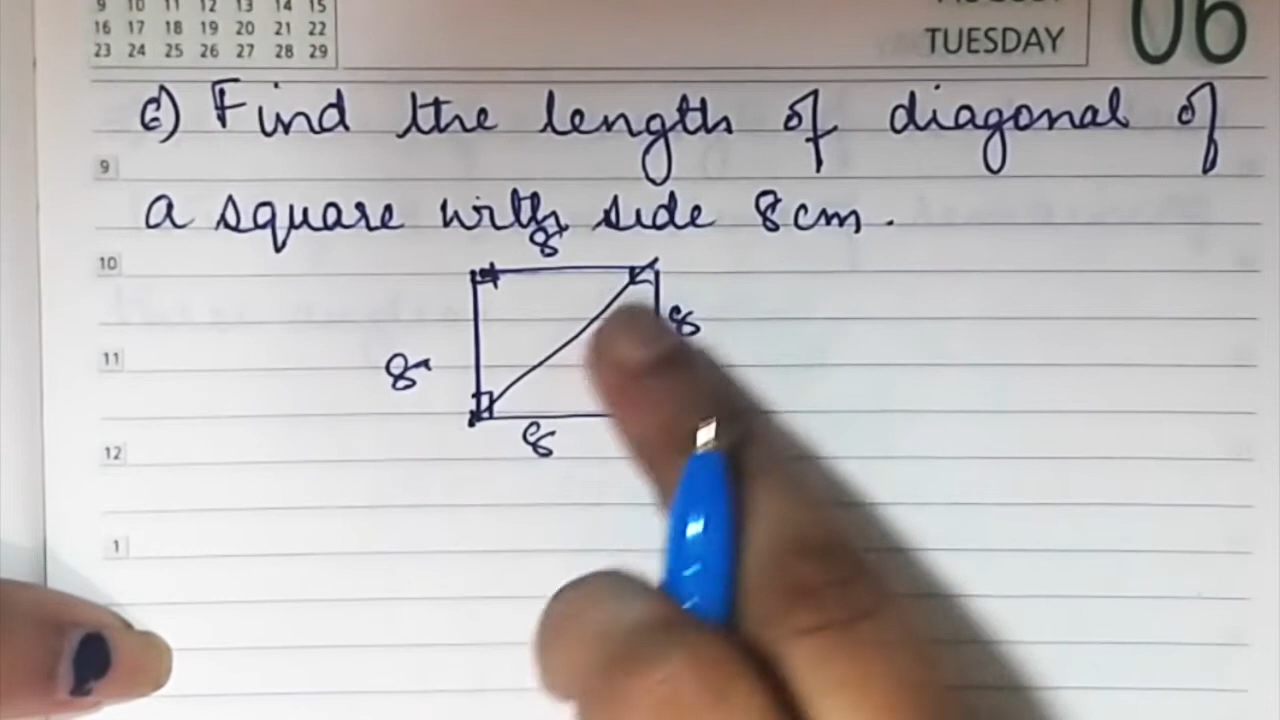 9 10 11 12 13 14 15
16 17 18 19 20 21 22
23 24 25 26 27 28 29
TUESDAY
06
6) Find the length of diagonal of
9
a square with side 8cm.
8
10
8
11
8
8
12
1